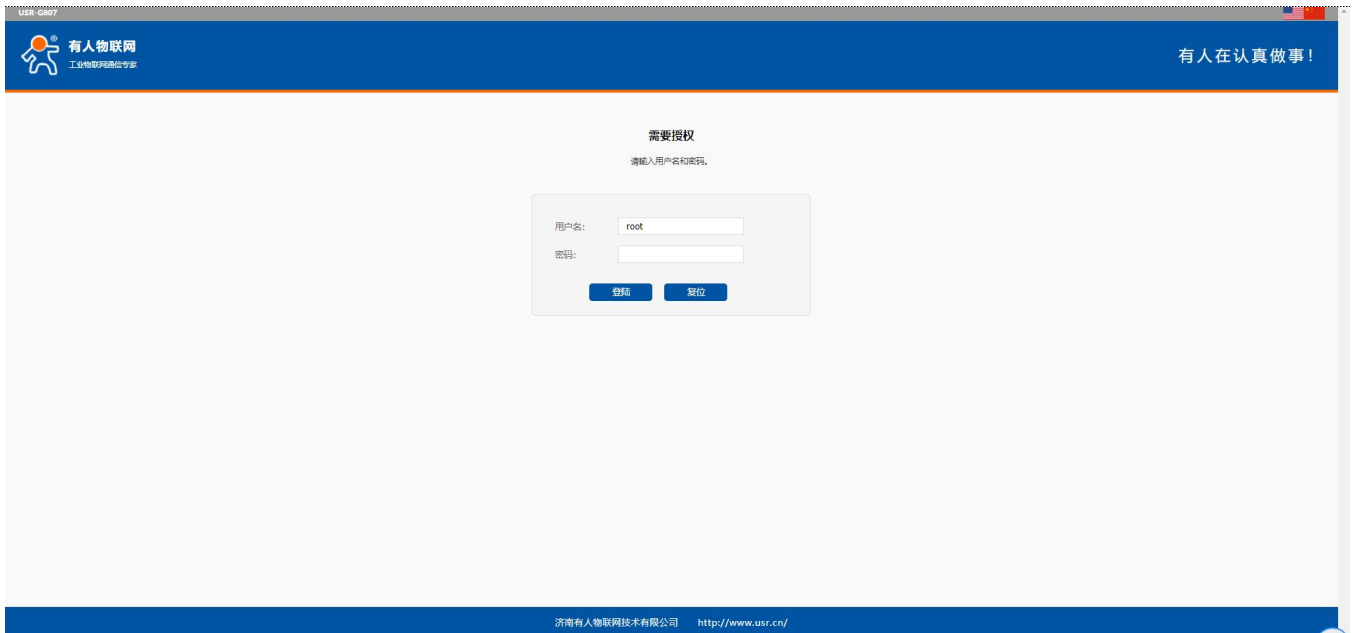 USR-G807
有人物联网
工业物联网通信专家
有人在认真做事！
需要授权
请输入用户名和密码。
用户名： root
密码：
登陆 复位
济南有人物联网技术有限公司 http://www.usr.cn/